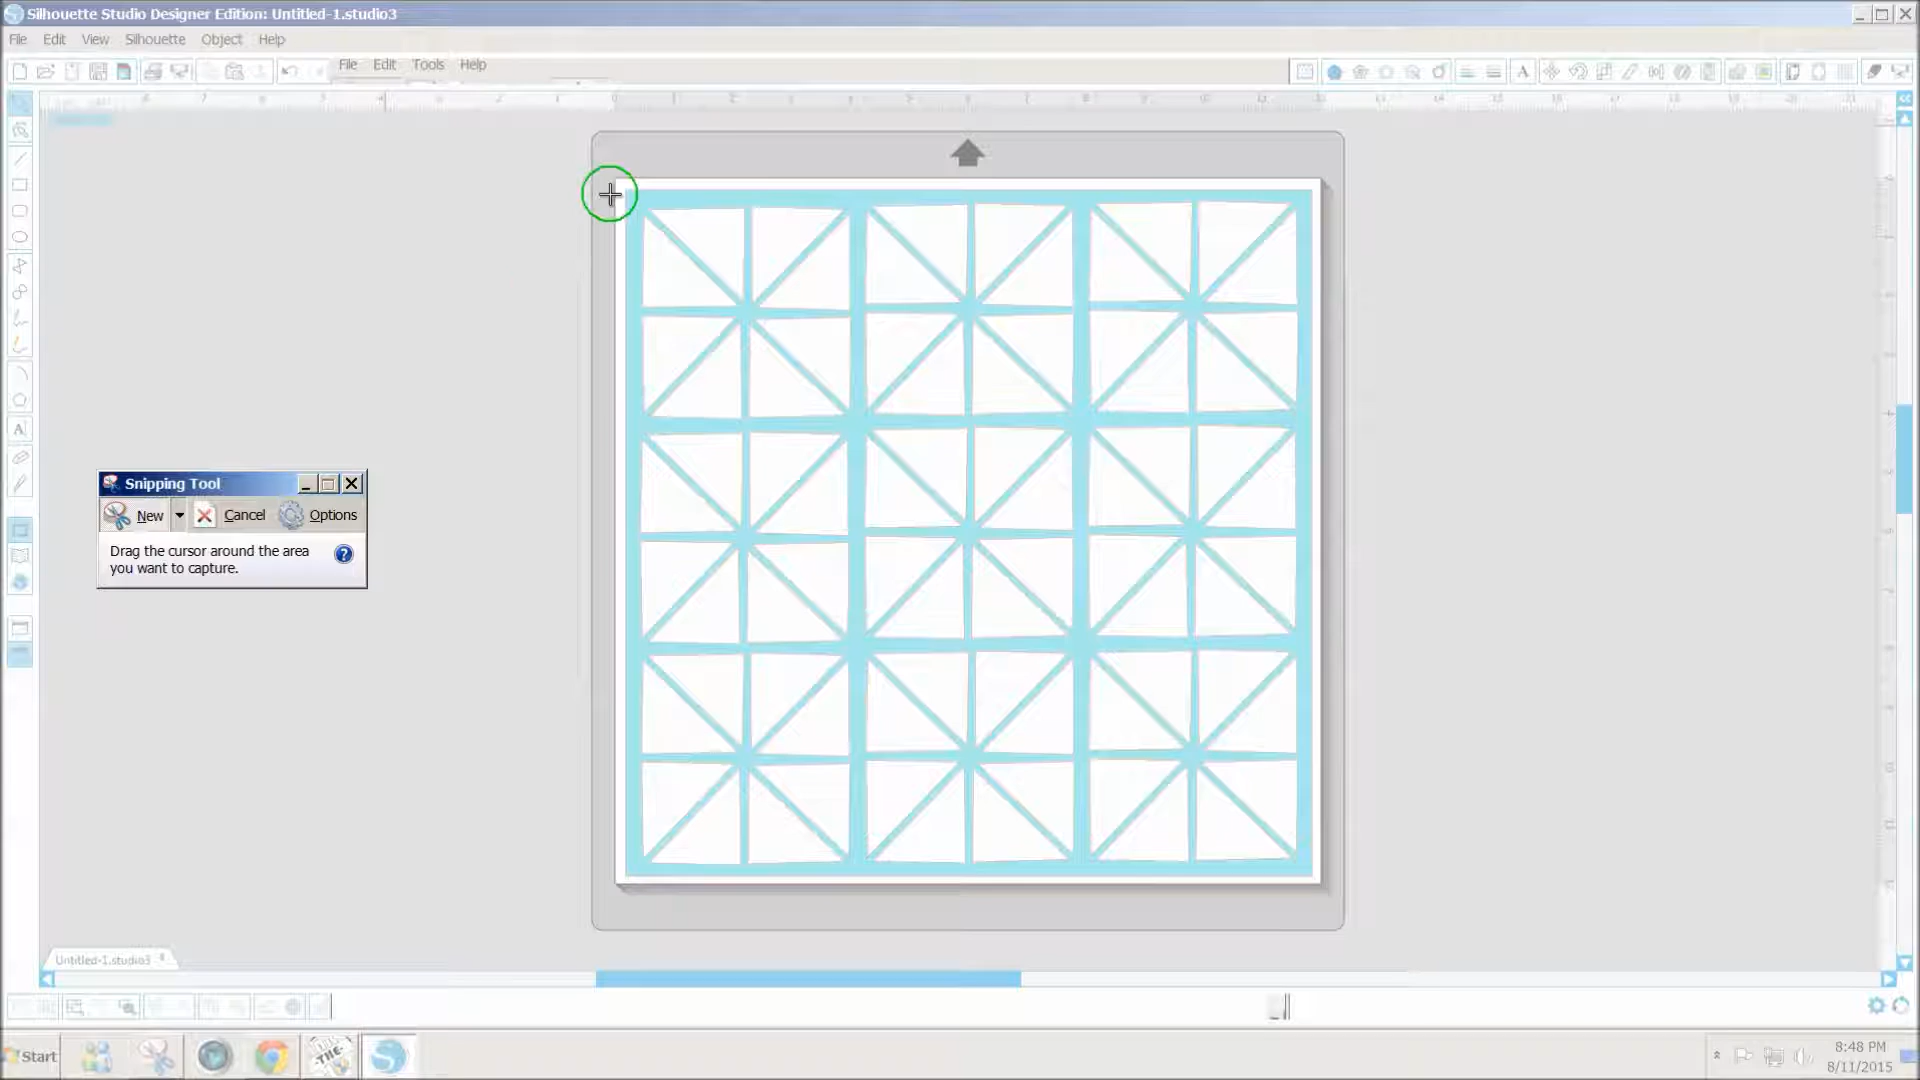 Silhouette Studio Designer Edition: Untitled-1.studio3
File Edit View Silhouette Object Help
File Edit Tools Help
Snipping Tool
New Cancel Options
Drag the cursor around the area
you want to capture.
Untitled-1.studio3
Start
8:48 PM
8/11/2015